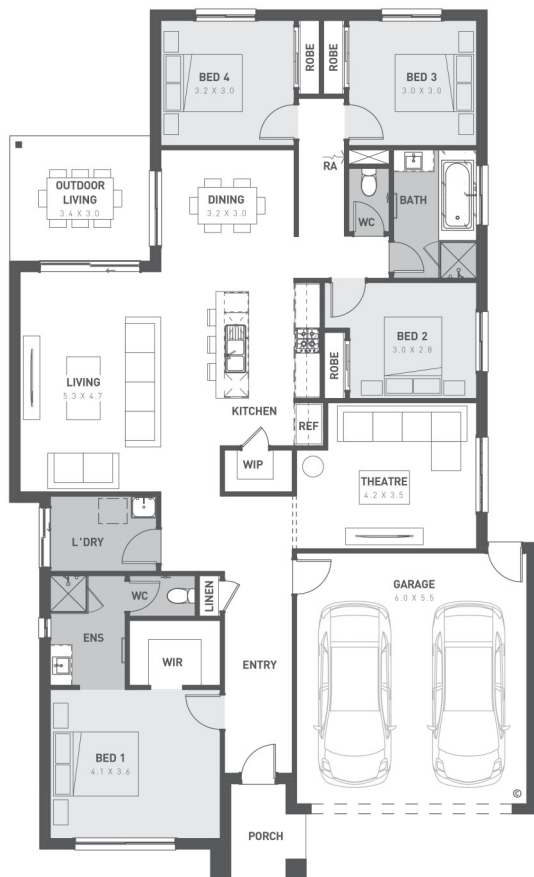 BED 4
3.2 X 3.0
ROBE
ROBE
BED 3
3.0 X 3.0
OUTDOOR
LIVING
3.4 X 3.0
DINING
3.2 X 3.0
RA
WC
BATH
LIVING
5.3 X 4.7
BED 2
3.0 X 2.8
ROBE
KITCHEN
REF
WIP
THEATRE
4.2 X 3.5
L'DRY
WC
LINEN
GARAGE
6.0 X 5.5
ENS
WIR
ENTRY
BED 1
4.1 X 3.6
©
PORCH